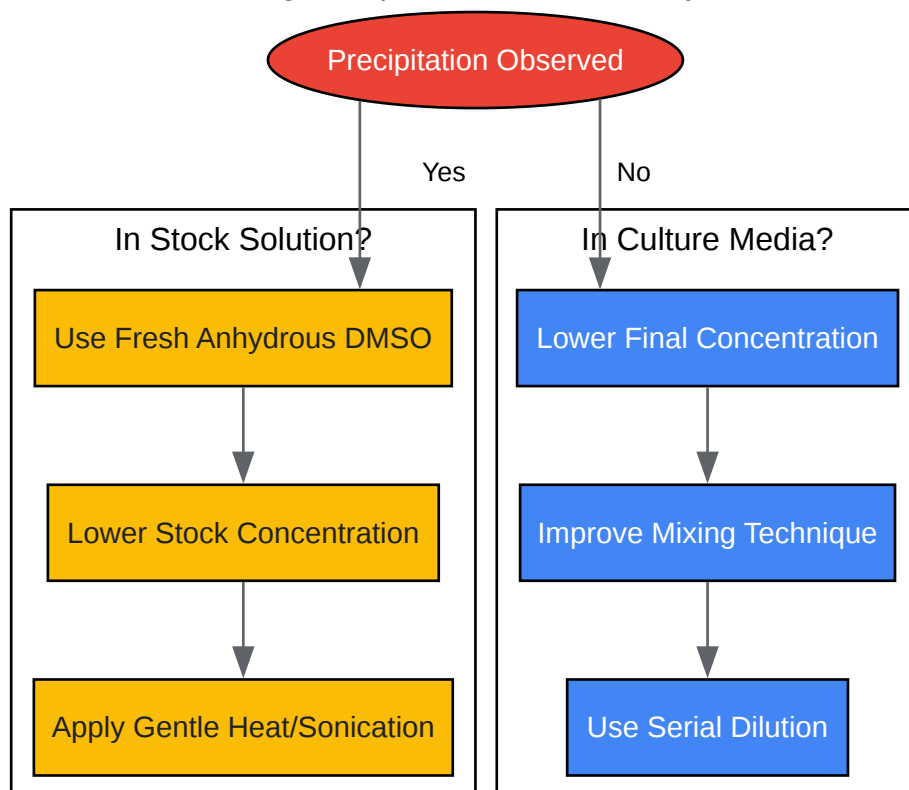 Precipitation Observed
Yes
No
In Stock Solution?
In Culture Media?
Use Fresh Anhydrous DMSO
Lower Final Concentration
Lower Stock Concentration
Improve Mixing Technique
Apply Gentle Heat/Sonication
Use Serial Dilution